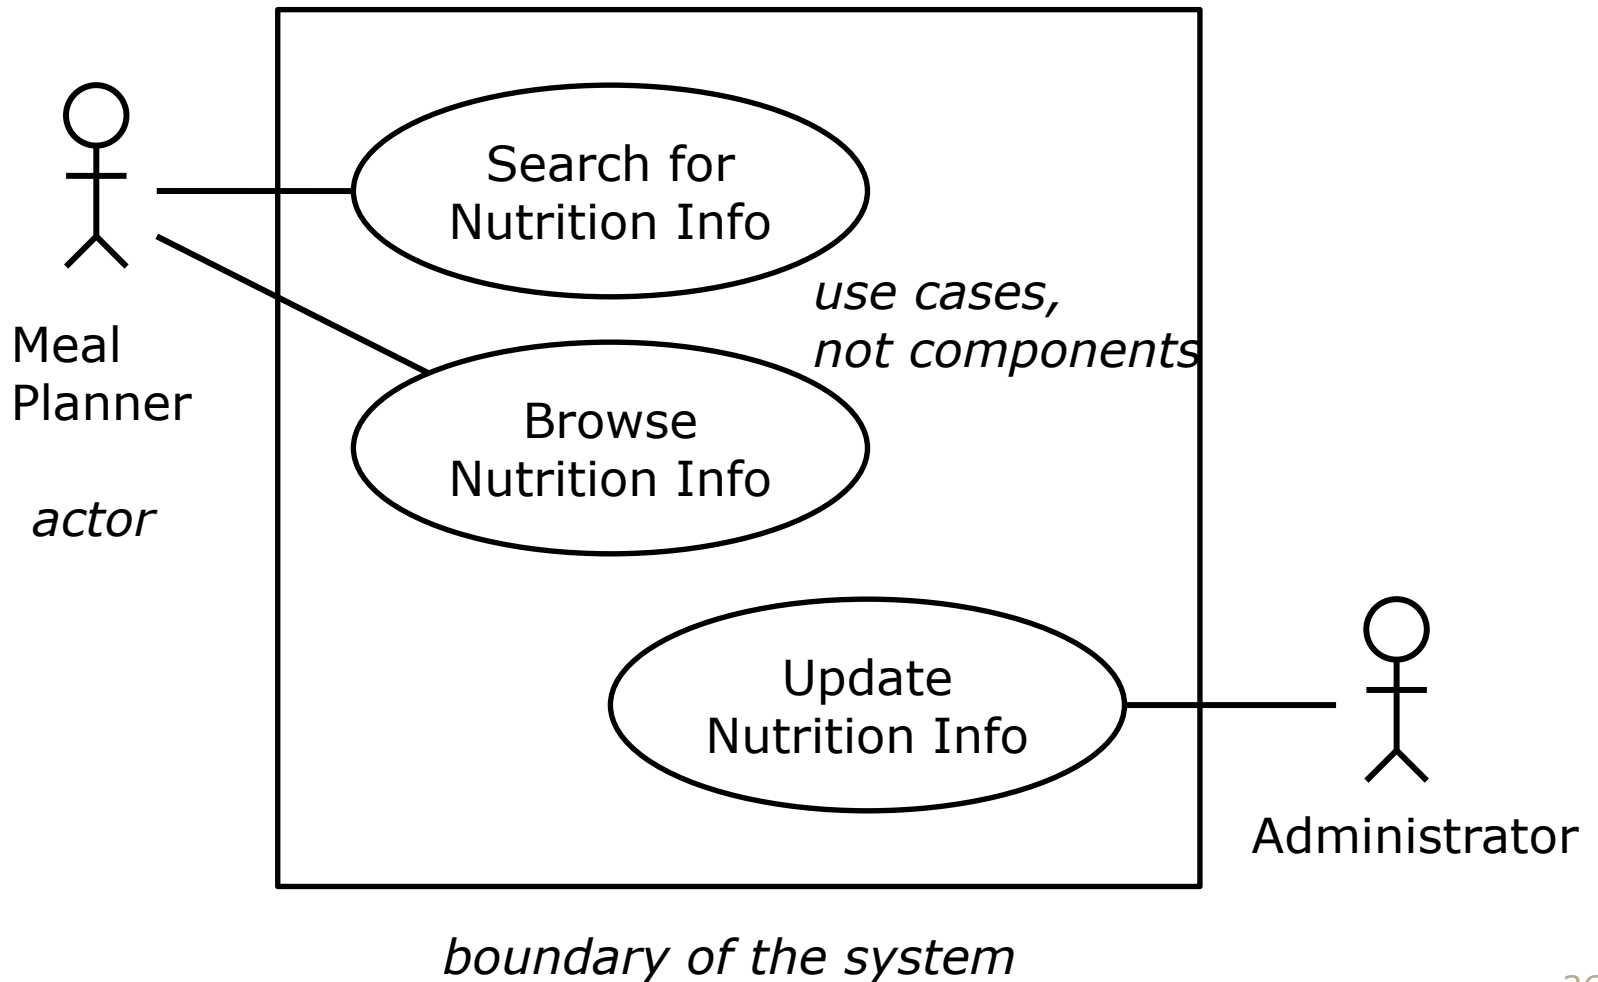 Search for
Nutrition Info
use cases,
not components
Meal
Planner
Browse
Nutrition Info
actor
Update
Nutrition Info
Administrator
boundary of the system